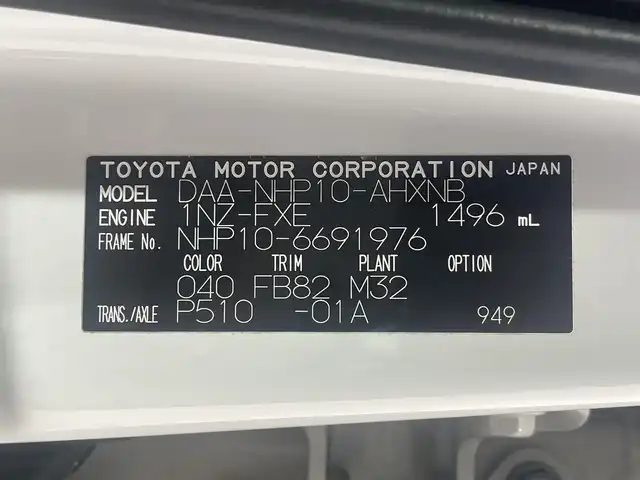 TOYOTA MOTOR CORPORATION JAPAN
MODEL DAA-NHP10-AHXNB
ENGINE 1NZ-FXE 1496 mL
FRAME No. NHP10-6691976
COLOR TRIM PLANT OPTION
040 FB82 M32
TRANS./AXLE P510 -01A 949